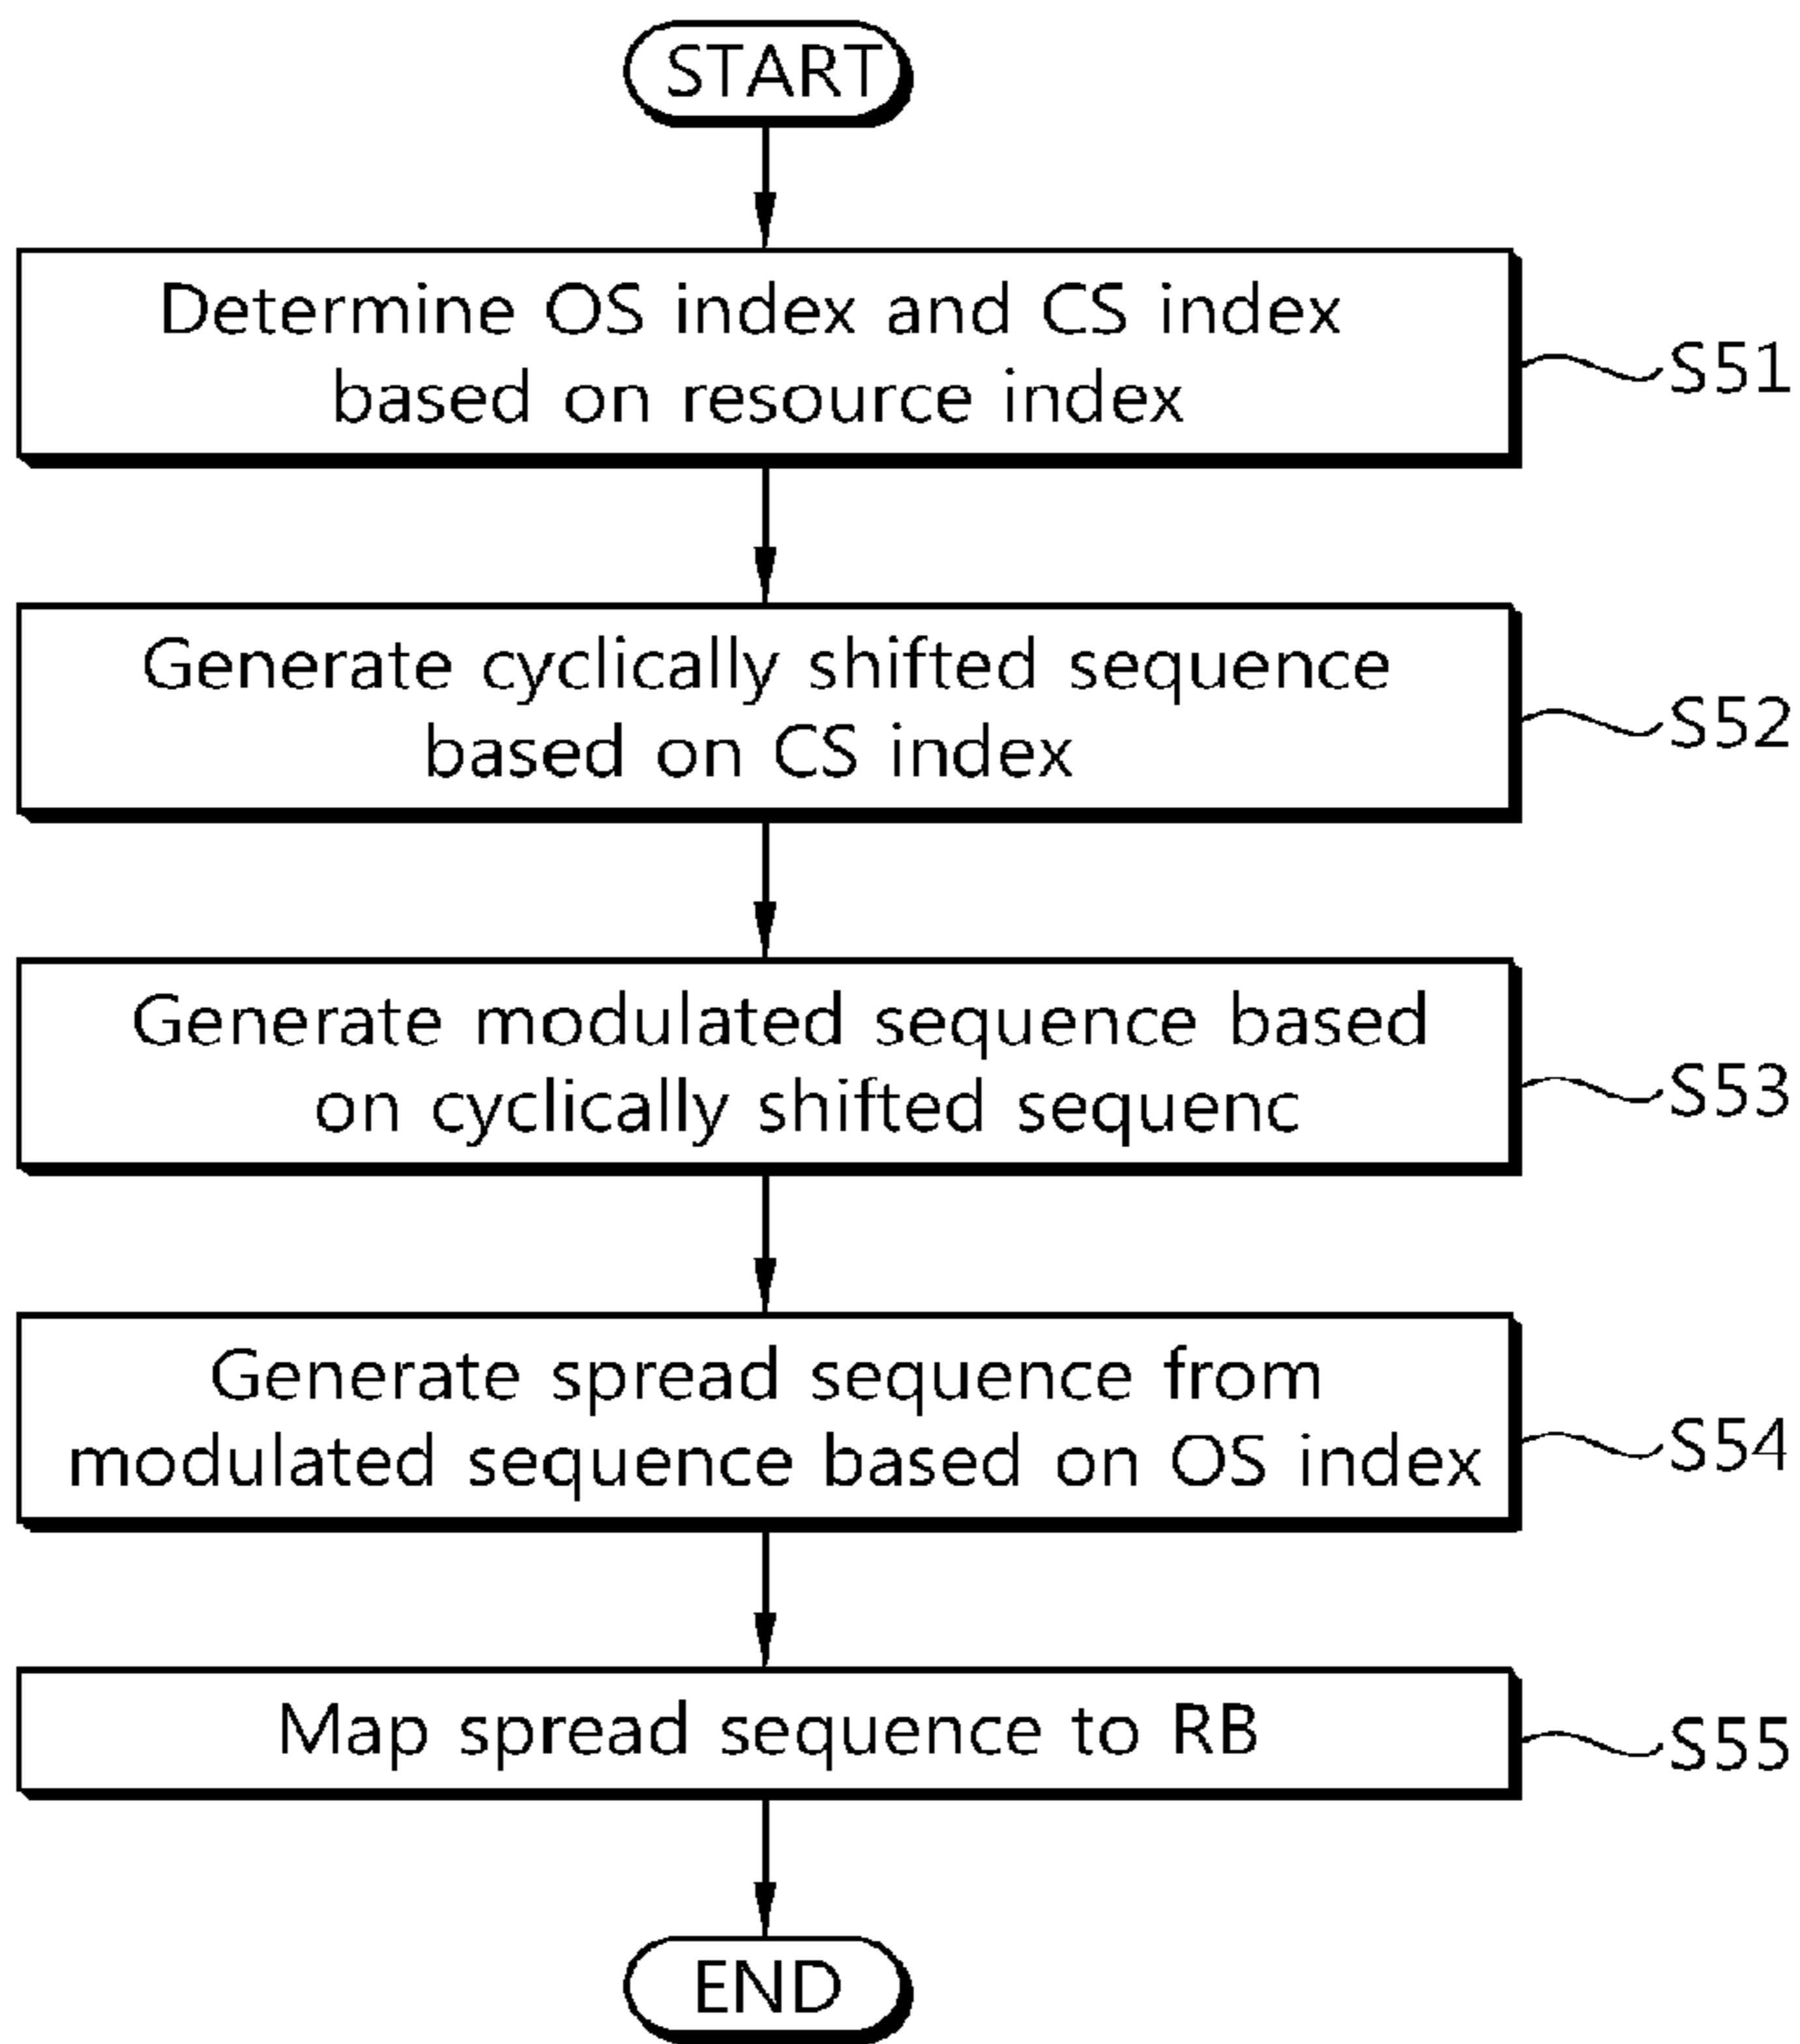 START
Determine OS index and CS index
based on resource index
S51
Generate cyclically shifted sequence
based on CS index
S52
Generate modulated sequence based
on cyclically shifted sequenc
S53
Generate spread sequence from
modulated sequence based on OS index
S54
Map spread sequence to RB
S55
END